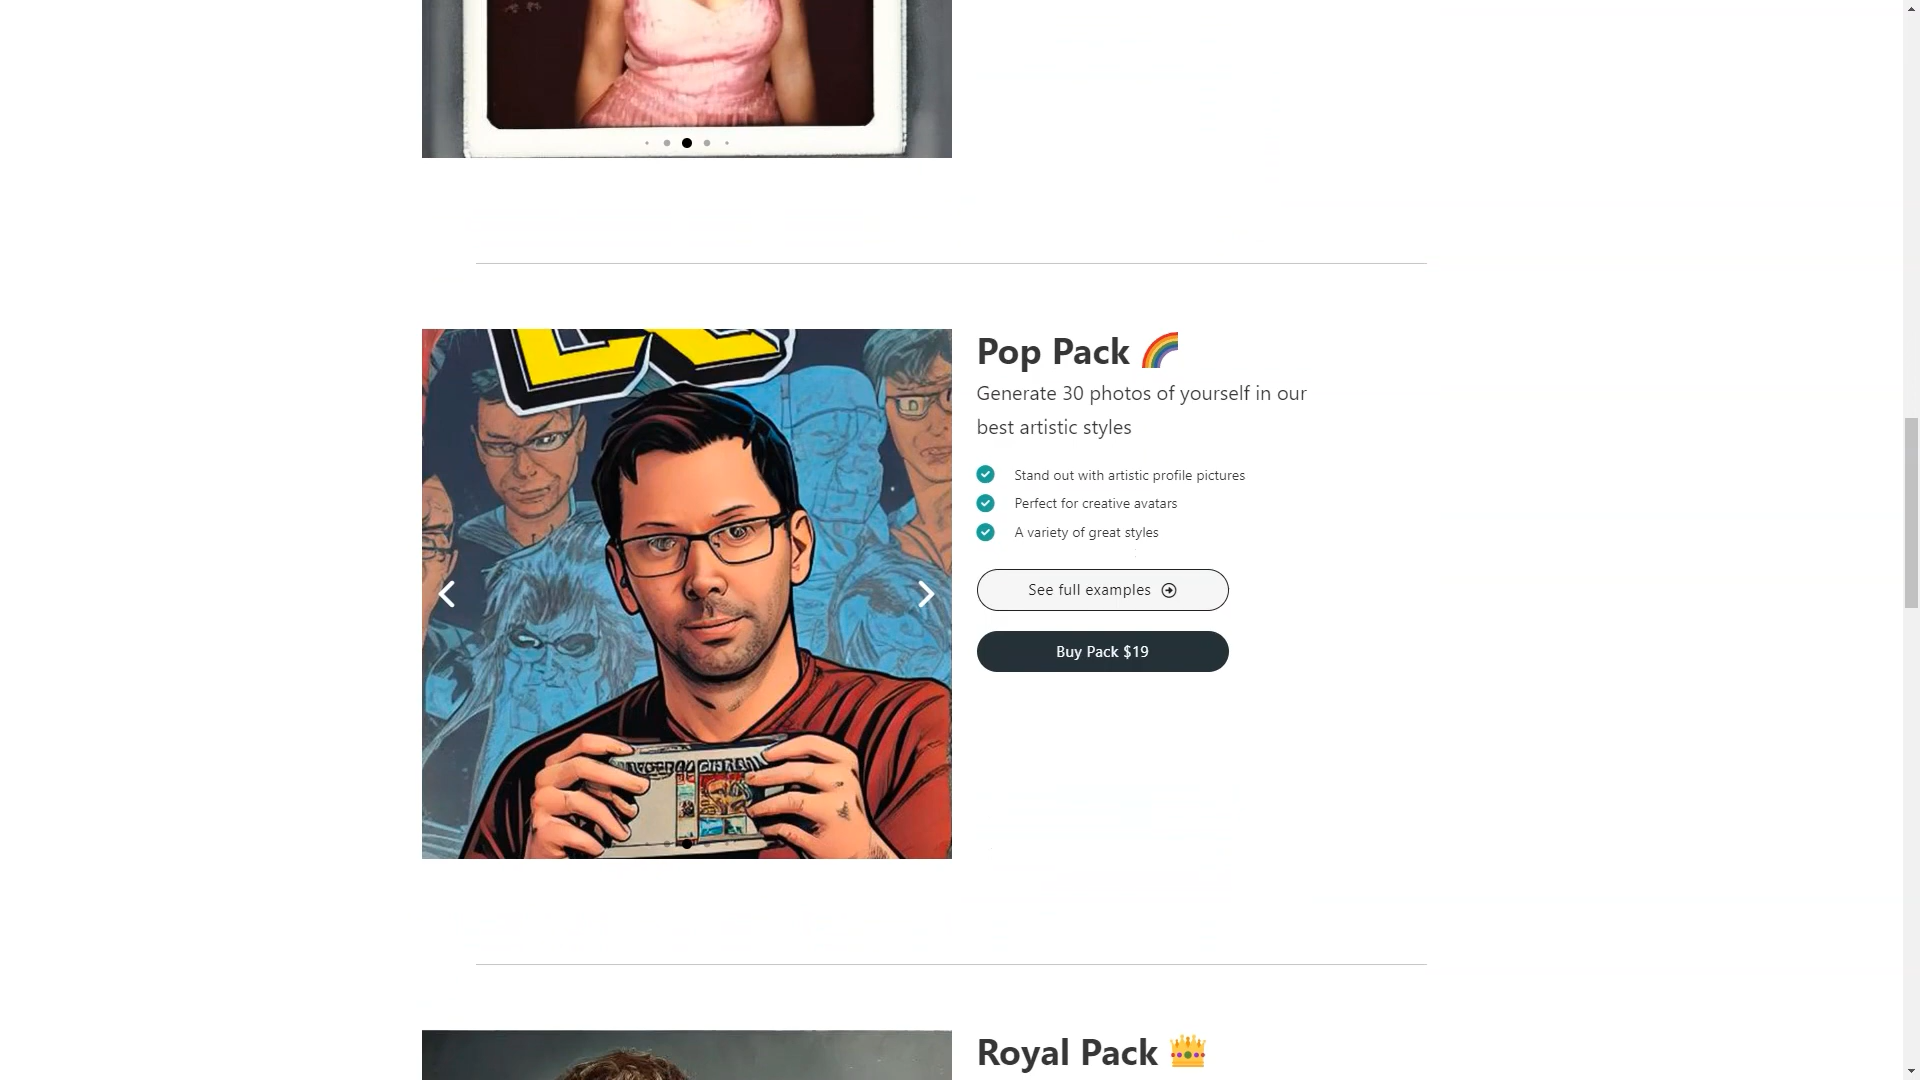 Pop Pack
Generate 30 photos of yourself in our
best artistic styles
Stand out with artistic profile pictures
Perfect for creative avatars
A variety of great styles
See full examples
Buy Pack $19
Royal Pack